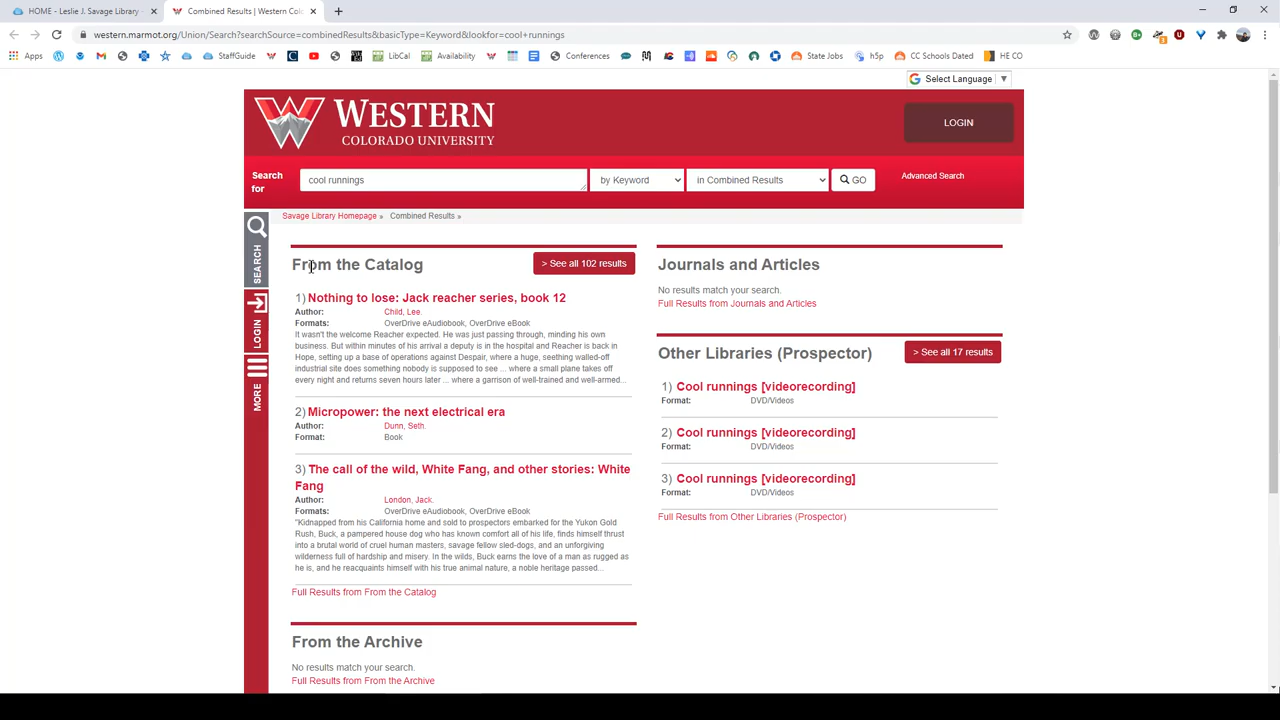 HOME - Leslie J. Savage Library -
Combined Results | Western Colo
western.marmot.org/Union/Search?searchSource=combinedResults&basicType=Keyword&lookfor=cool+runnings
Apps
StaffGuide
LibCal
Availability
Conferences
State Jobs
h5p
CC Schools Dated
HE CO
Select Language ▼
WESTERN
COLORADO UNIVERSITY
LOGIN
Search for
cool runnings
by Keyword
in Combined Results
GO
Advanced Search
Savage Library Homepage » Combined Results »
SEARCH
LOGIN
MORE
From the Catalog
> See all 102 results
1) Nothing to lose: Jack reacher series, book 12
Author: Child, Lee.
Formats: OverDrive eAudiobook, OverDrive eBook
It wasn't the welcome Reacher expected. He was just passing through, minding his own
business. But within minutes of his arrival a deputy is in the hospital and Reacher is back in
Hope, setting up a base of operations against Despair, where a huge, seething walled-off
industrial site does something nobody is supposed to see ... where a small plane takes off
every night and returns seven hours later ... where a garrison of well-trained and well-armed...
2) Micropower: the next electrical era
Author: Dunn, Seth.
Format: Book
3) The call of the wild, White Fang, and other stories: White
Fang
Author: London, Jack.
Formats: OverDrive eAudiobook, OverDrive eBook
"Kidnapped from his California home and sold to prospectors embarked for the Yukon Gold
Rush, Buck, a pampered house dog who has known comfort all of his life, finds himself thrust
into a brutal world of cruel human masters, savage fellow sled-dogs, and an unforgiving
wilderness full of hardship and misery. In the wilds, Buck earns the love of a man as rugged as
he is, and he reacquaints himself with his true animal nature, a noble heritage passed...
Full Results from From the Catalog
From the Archive
No results match your search.
Full Results from From the Archive
Journals and Articles
No results match your search.
Full Results from Journals and Articles
Other Libraries (Prospector)
> See all 17 results
1) Cool runnings [videorecording]
Format: DVD/Videos
2) Cool runnings [videorecording]
Format: DVD/Videos
3) Cool runnings [videorecording]
Format: DVD/Videos
Full Results from Other Libraries (Prospector)